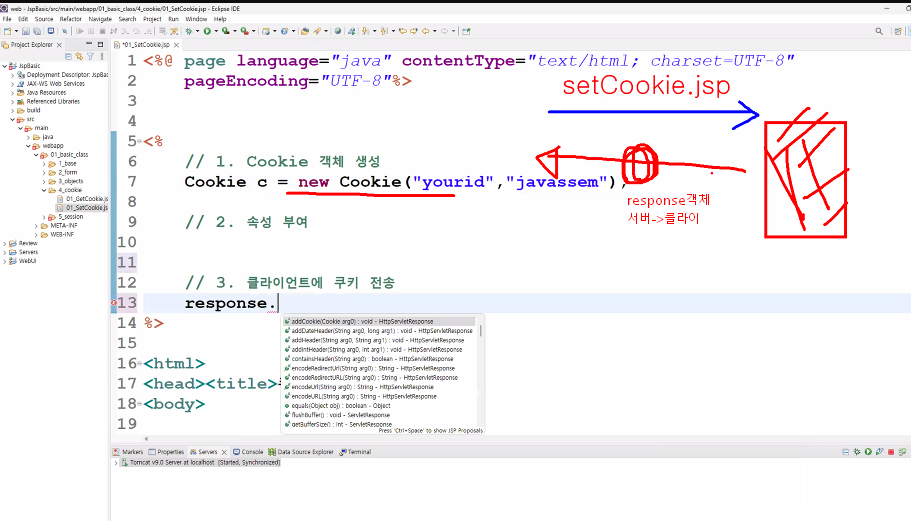 web - JspBasic/src/main/webapp/01_basic_class/4_cookie/01_SetCookie.jsp - Eclipse IDE
File Edit Source Refactor Navigate Search Project Run Window Help
Project Explorer
*01_SetCookie.jsp
JspBasic
Deployment Descriptor: JspBas
JAX-WS Web Services
Java Resources
Referenced Libraries
build
src
main
java
webapp
01_basic_class
1_base
2_form
3_objects
4_cookie
01_GetCookie.js
01_SetCookie.js
5_session
META-INF
WEB-INF
Review
Servers
WebUI
1 <%@ page language="java" contentType="text/html; charset=UTF-8"
2 pageEncoding="UTF-8"%>
3
4
5 <%
6 // 1. Cookie 객체 생성
7 Cookie c = new Cookie("yourid","javassem");
8
9 // 2. 속성 부여
10
11
12 // 3. 클라이언트에 쿠키 전송
13 response.
14 %>
15
16 <html>
17 <head><title>
18 <body>
19
setCookie.jsp
response객체
서버->클라이
addCookie(Cookie arg0) : void - HttpServletResponse
addDateHeader(String arg0, long arg1) : void - HttpServletResponse
addHeader(String arg0, String arg1) : void - HttpServletResponse
addIntHeader(String arg0, int arg1) : void - HttpServletResponse
containsHeader(String arg0) : boolean - HttpServletResponse
encodeRedirectUrl(String arg0) : String - HttpServletResponse
encodeRedirectURL(String arg0) : String - HttpServletResponse
encodeUrl(String arg0) : String - HttpServletResponse
encodeURL(String arg0) : String - HttpServletResponse
equals(Object obj) : boolean - Object
flushBuffer() : void - ServletResponse
getBufferSize() : int - ServletResponse
Press 'Ctrl+Space' to show JSP Proposals
Markers Properties Servers Console Data Source Explorer Terminal
Tomcat v9.0 Server at localhost [Started, Synchronized]